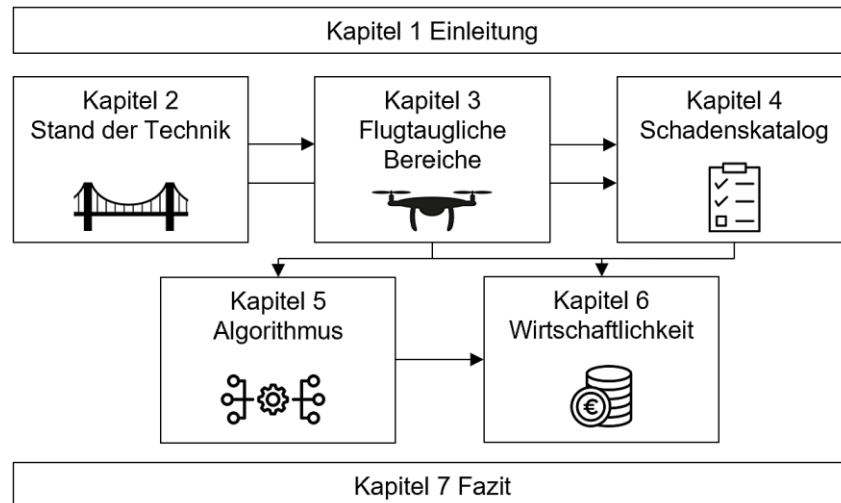 Kapitel 1 Einleitung
Kapitel 2
Stand der Technik
Kapitel 3
Flugtaugliche
Bereiche
Kapitel 4
Schadenskatalog
Kapitel 5
Algorithmus
Kapitel 6
Wirtschaftlichkeit
€
Kapitel 7 Fazit